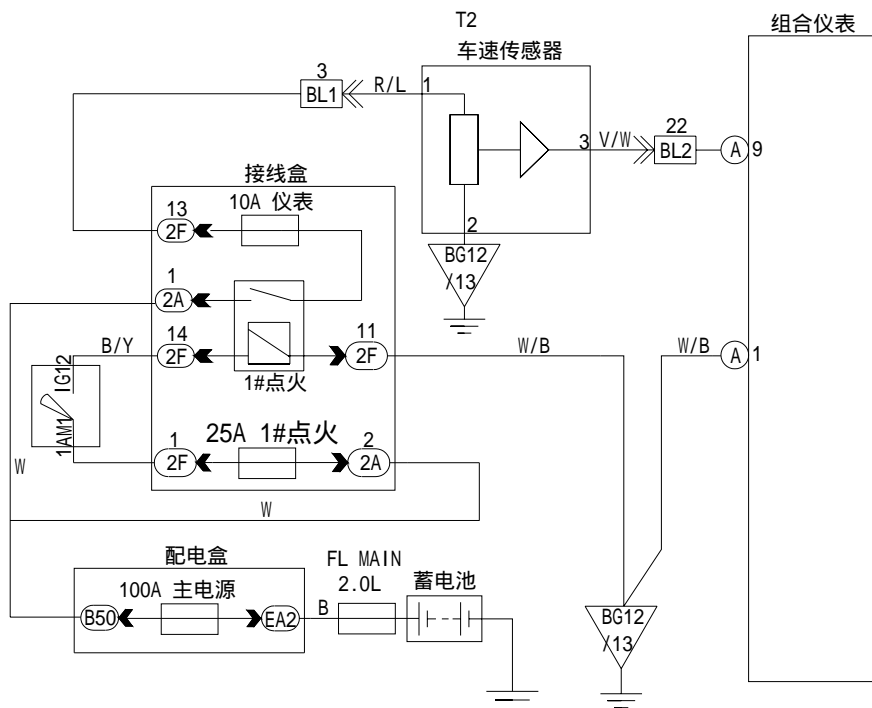 T2
车速传感器
组合仪表
3
BL1
R/L
1
3
V/W
22
BL2
A
9
2
BG12
/13
接线盒
10A 仪表
13
2F
1
2A
14
2F
B/Y
11
2F
1#点火
W/B
W/B
A
1
IG12
1AM1
25A 1#点火
1
2F
2
2A
W
W
配电盒
100A 主电源
B50
EA2
B
FL MAIN
2.0L
蓄电池
BG12
/13